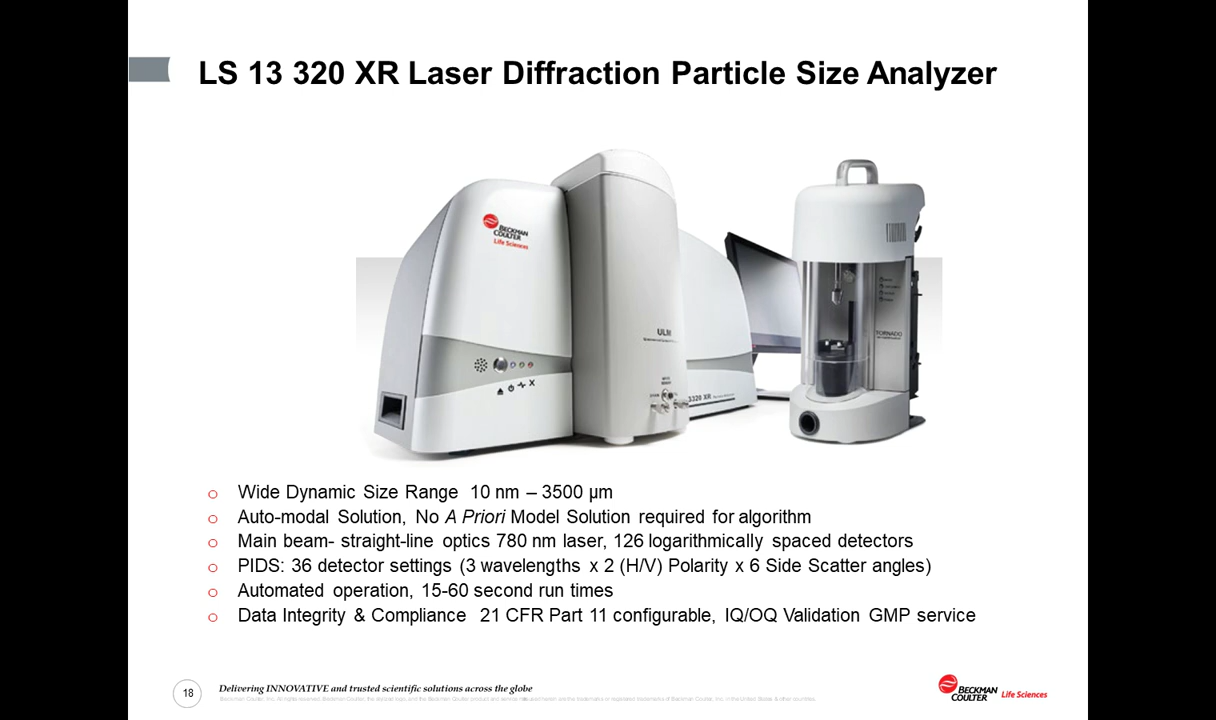 LS 13 320 XR Laser Diffraction Particle Size Analyzer
BECKMAN
COULTER
Life Sciences
ULM
TORNADO
3320 XR
o Wide Dynamic Size Range 10 nm – 3500 µm
o Auto-modal Solution, No A Priori Model Solution required for algorithm
o Main beam- straight-line optics 780 nm laser, 126 logarithmically spaced detectors
o PIDS: 36 detector settings (3 wavelengths x 2 (H/V) Polarity x 6 Side Scatter angles)
o Automated operation, 15-60 second run times
o Data Integrity & Compliance 21 CFR Part 11 configurable, IQ/OQ Validation GMP service
18
Delivering INNOVATIVE and trusted scientific solutions across the globe
BECKMAN
COULTER
Life Sciences